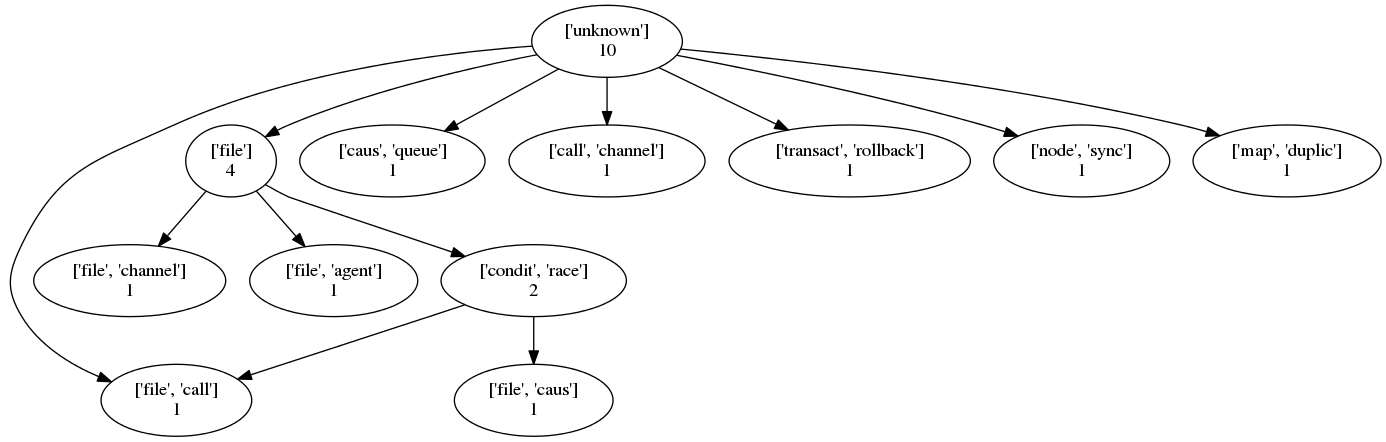 ['unknown']
10
['file']
4
['caus', 'queue']
1
['call', 'channel']
1
['transact', 'rollback']
1
['node', 'sync']
1
['map', 'duplic']
1
['file', 'channel']
1
['file', 'agent']
1
['condit', 'race']
2
['file', 'call']
1
['file', 'caus']
1